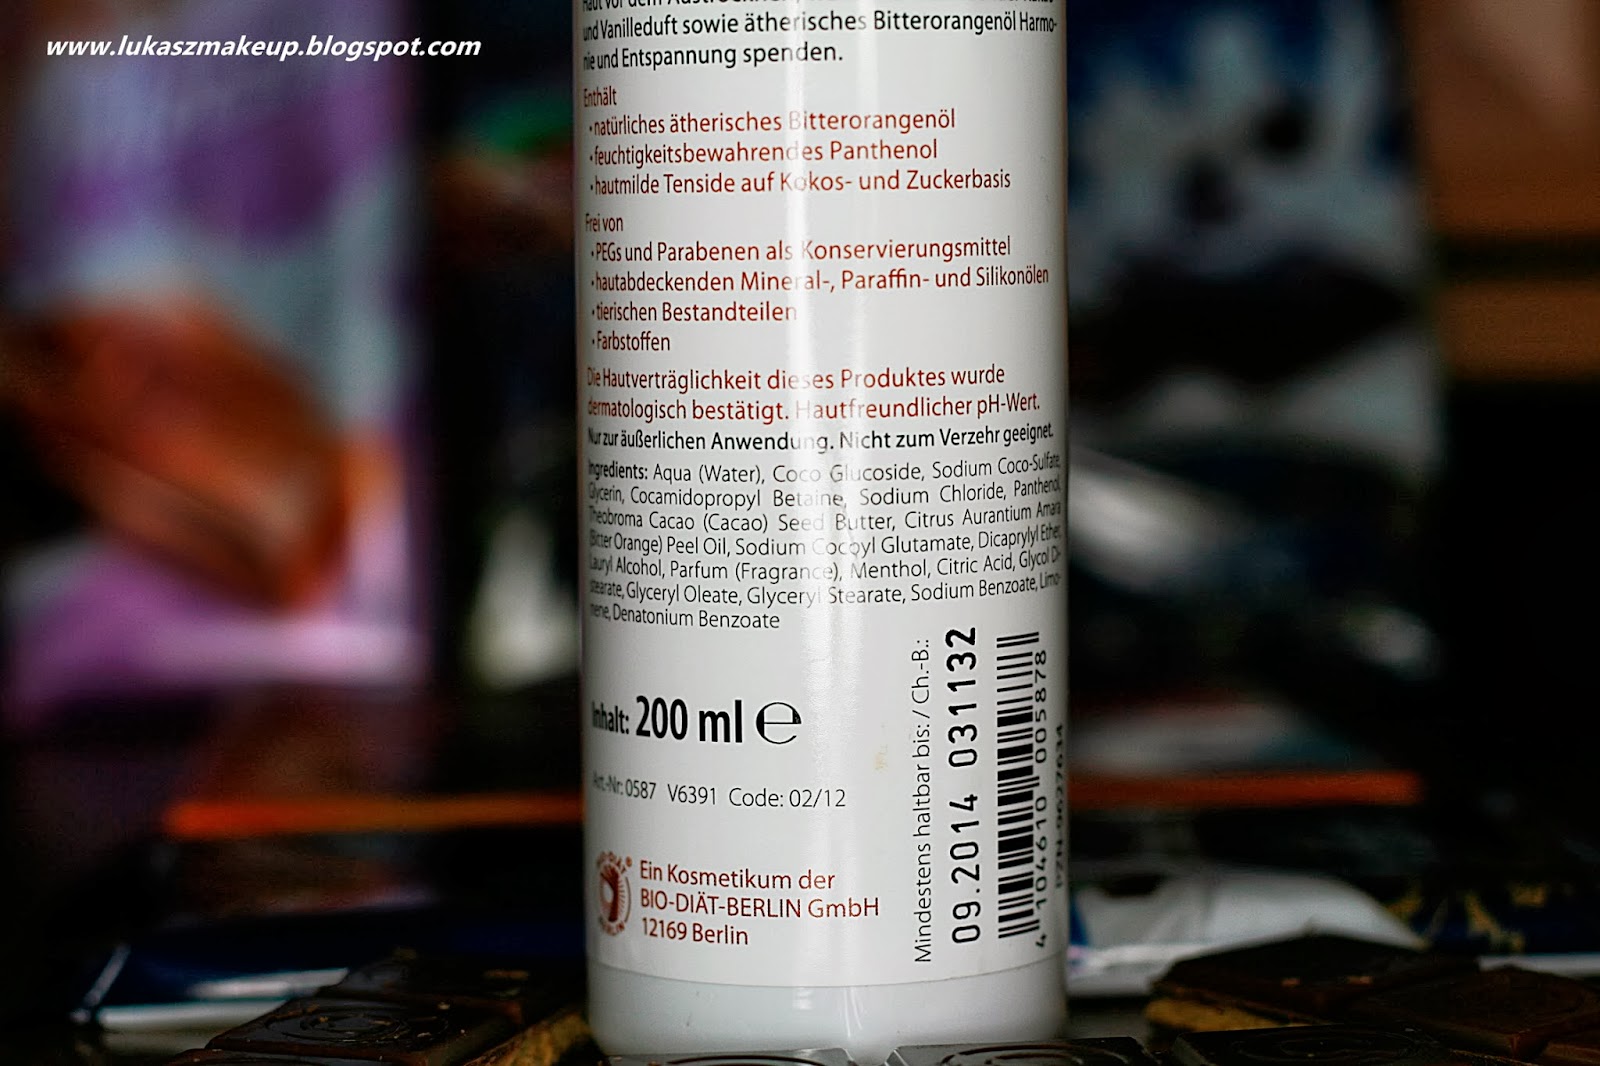 www.lukaszmakeup.blogspot.com
Haut vor dem
und Vanilleduft sowie ätherisches Bitterorangenöl Harmo-
nie und Entspannung spenden.
Enthält
• natürliches ätherisches Bitterorangenöl
• feuchtigkeitsbewahrendes Panthenol
• hautmilde Tenside auf Kokos- und Zuckerbasis
Frei von
• PEGs und Parabenen als Konservierungsmittel
• hautabdeckenden Mineral-, Paraffin- und Silikonölen
• tierischen Bestandteilen
• Farbstoffen
Die Hautverträglichkeit dieses Produktes wurde
dermatologisch bestätigt. Hautfreundlicher pH-Wert.
Nur zur äußerlichen Anwendung. Nicht zum Verzehr geeignet.
Ingredients: Aqua (Water), Coco Glucoside, Sodium Coco-Sulfate,
Glycerin, Cocamidopropyl Betaine, Sodium Chloride, Panthenol,
Theobroma Cacao (Cacao) Seed Butter, Citrus Aurantium Amara
(Bitter Orange) Peel Oil, Sodium Cocoyl Glutamate, Dicaprylyl Ether,
Lauryl Alcohol, Parfum (Fragrance), Menthol, Citric Acid, Glycol Di-
stearate, Glyceryl Oleate, Glyceryl Stearate, Sodium Benzoate, Limo-
nene, Denatonium Benzoate
Inhalt: 200 ml e
Art.-Nr: 0587 V6391 Code: 02/12
Ein Kosmetikum der
BIO-DIÄT-BERLIN GmbH
12169 Berlin
Mindestens haltbar bis: / Ch.-B.:
09.2014 031132
4 104610 005878
PZN-9627634